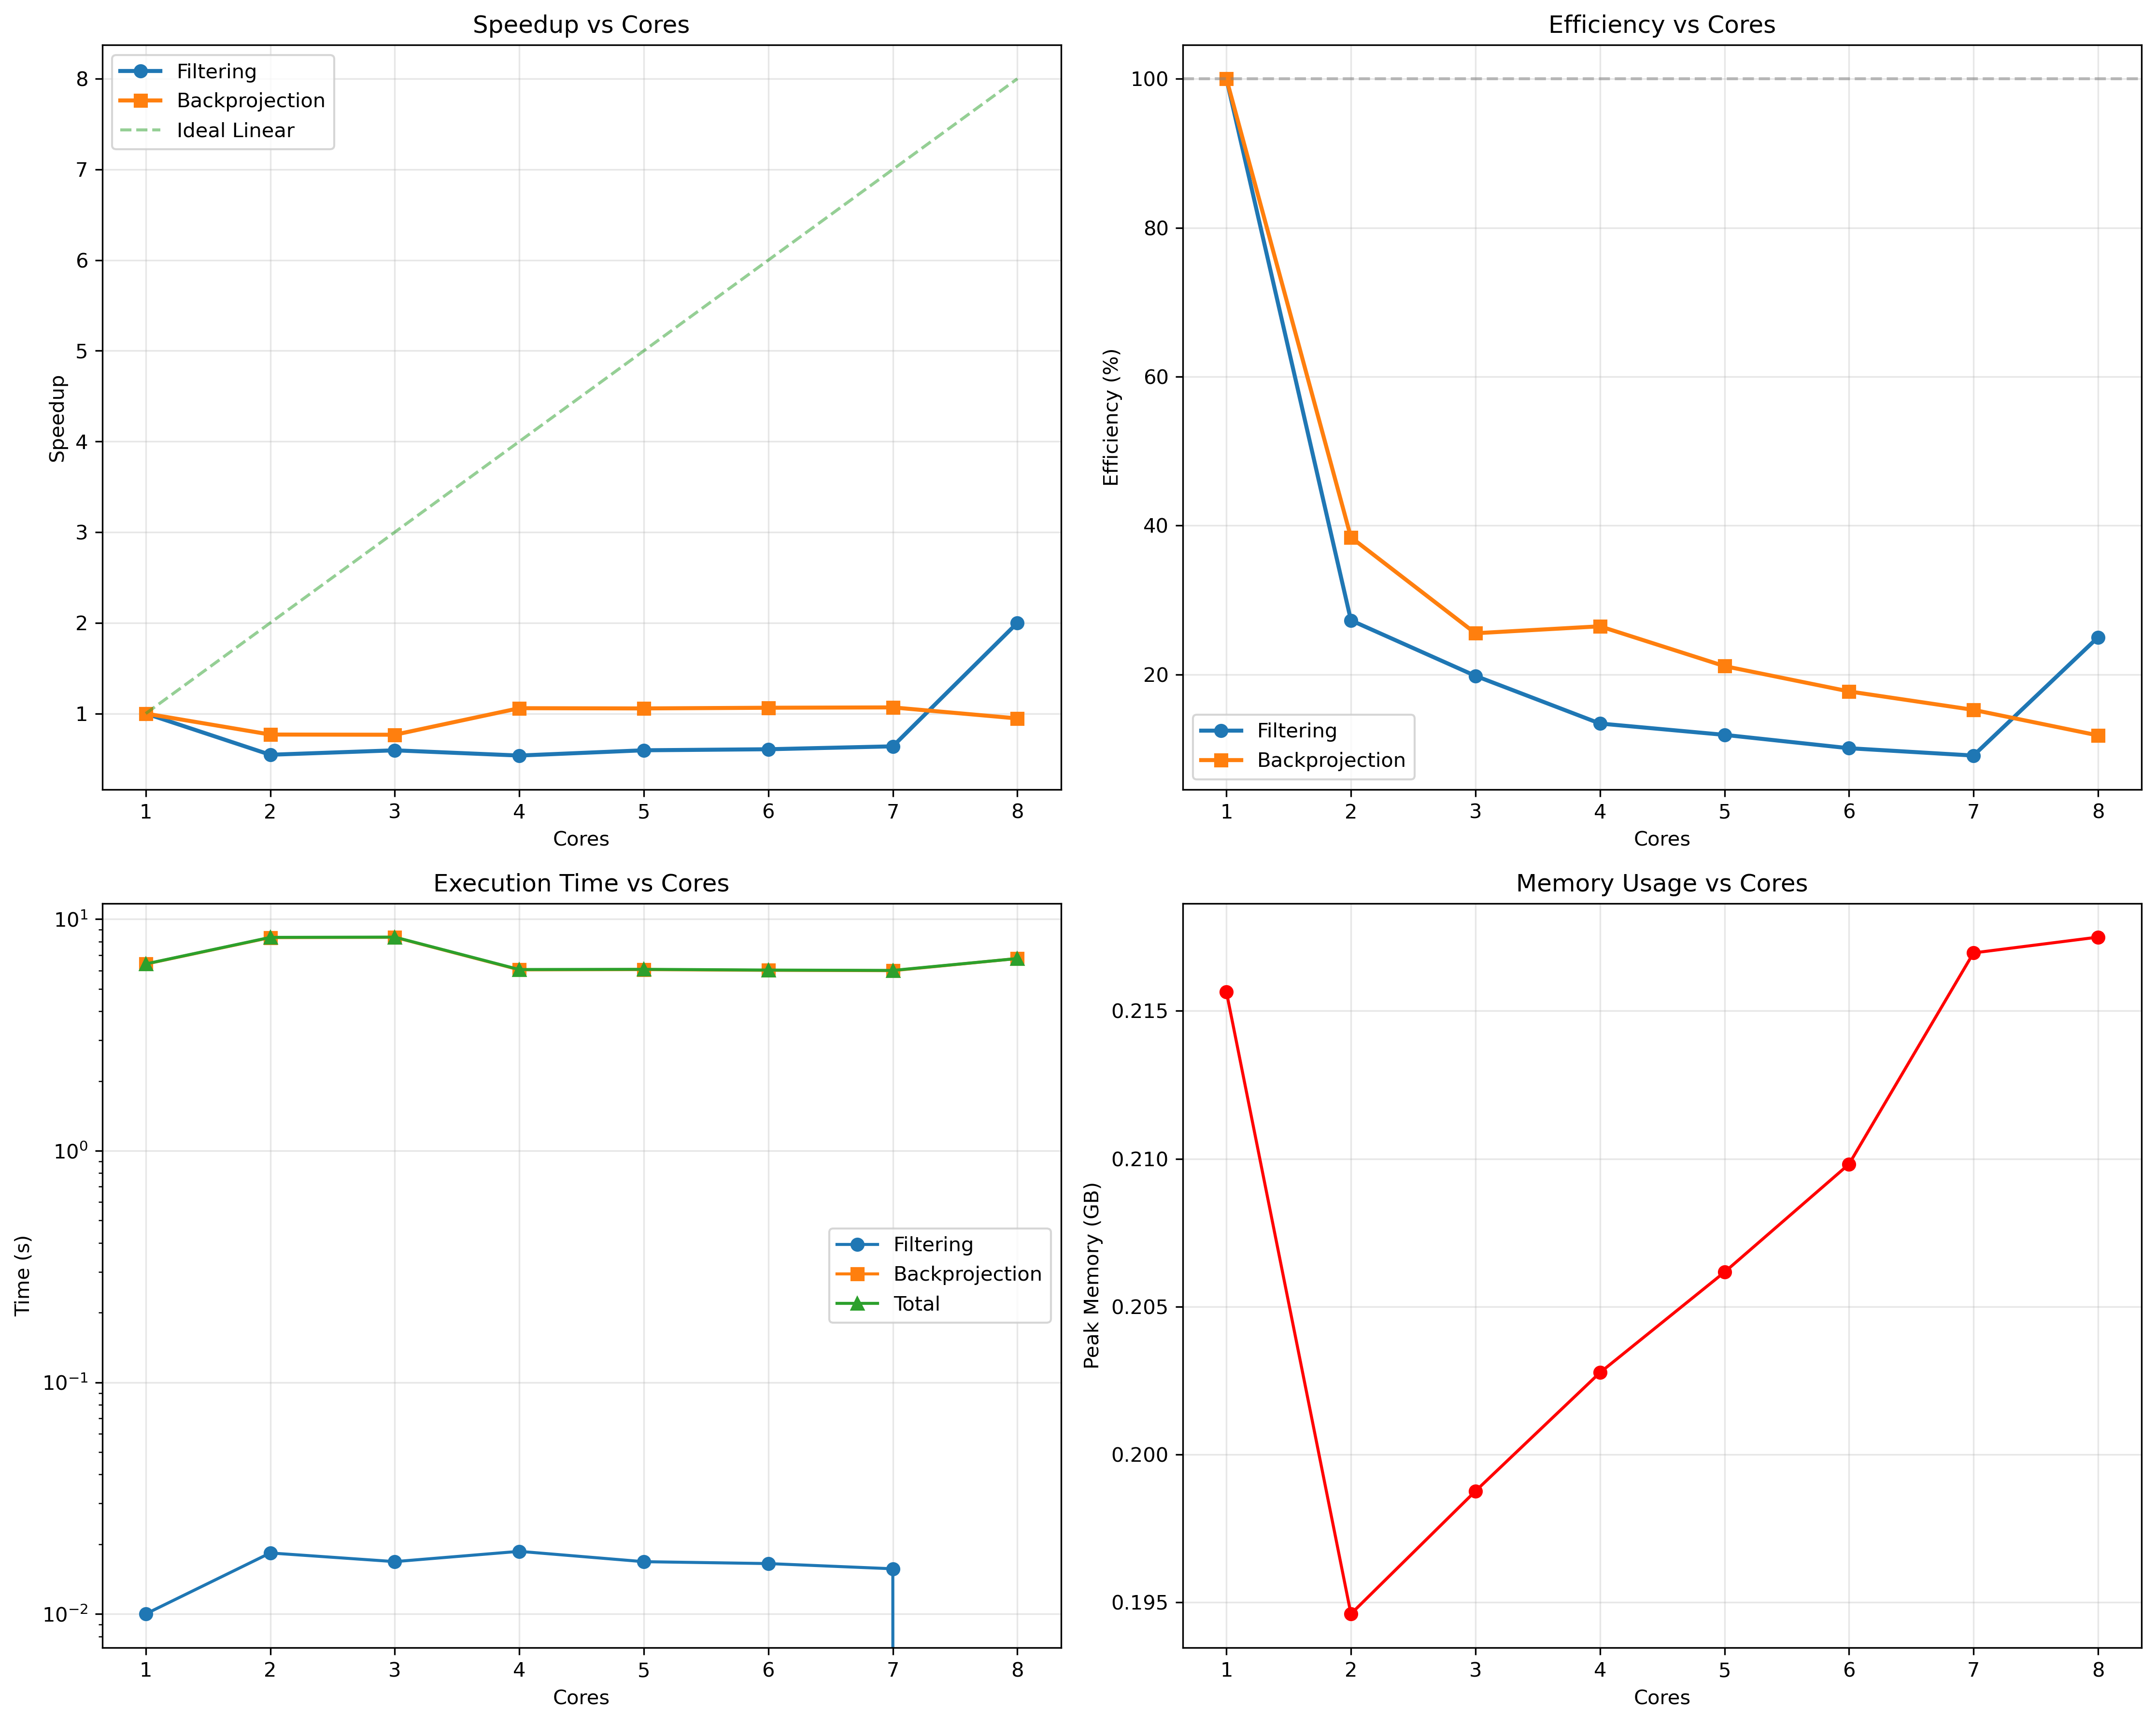 Speedup vs Cores
Filtering
Backprojection
Ideal Linear
8
7
6
5
4
3
2
1
Speedup
1 2 3 4 5 6 7 8
Cores
Efficiency vs Cores
100
80
60
40
20
Efficiency (%)
Filtering
Backprojection
1 2 3 4 5 6 7 8
Cores
Execution Time vs Cores
10¹
10⁰
10⁻¹
10⁻²
Time (s)
Filtering
Backprojection
Total
1 2 3 4 5 6 7 8
Cores
Memory Usage vs Cores
0.215
0.210
0.205
0.200
0.195
Peak Memory (GB)
1 2 3 4 5 6 7 8
Cores